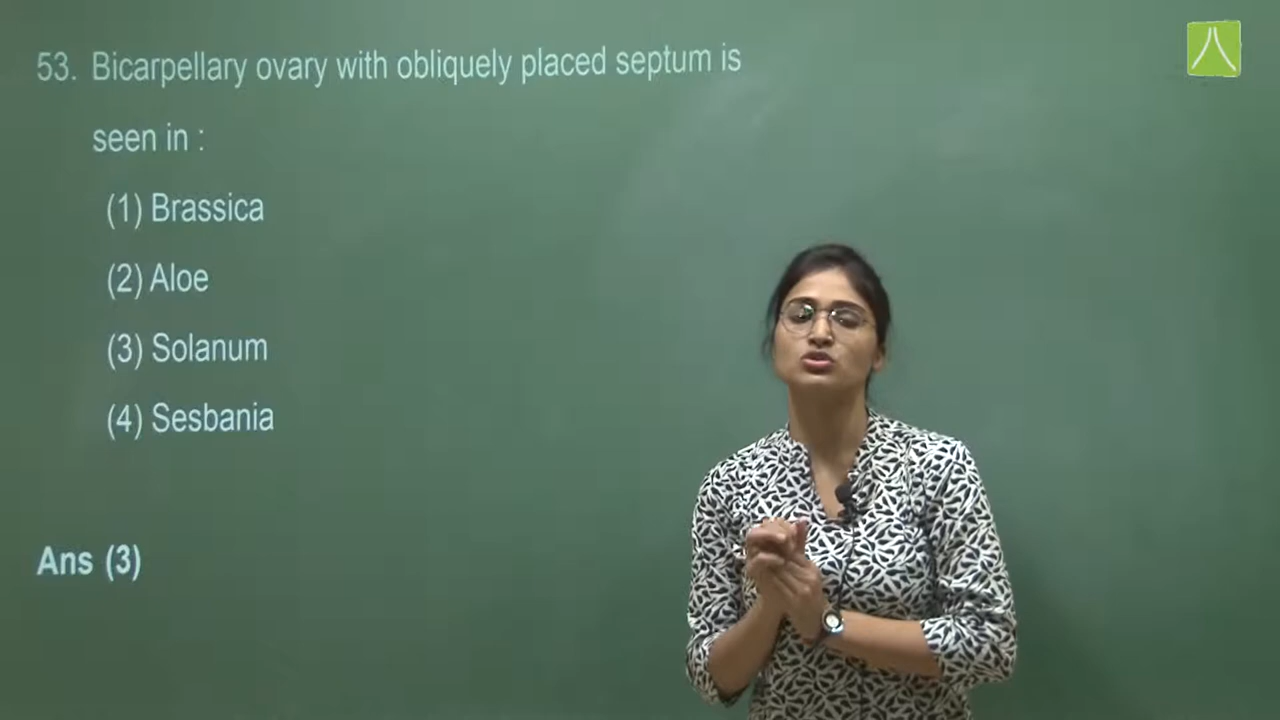 53. Bicarpellary ovary with obliquely placed septum is
seen in :
(1) Brassica
(2) Aloe
(3) Solanum
(4) Sesbania
Ans (3)